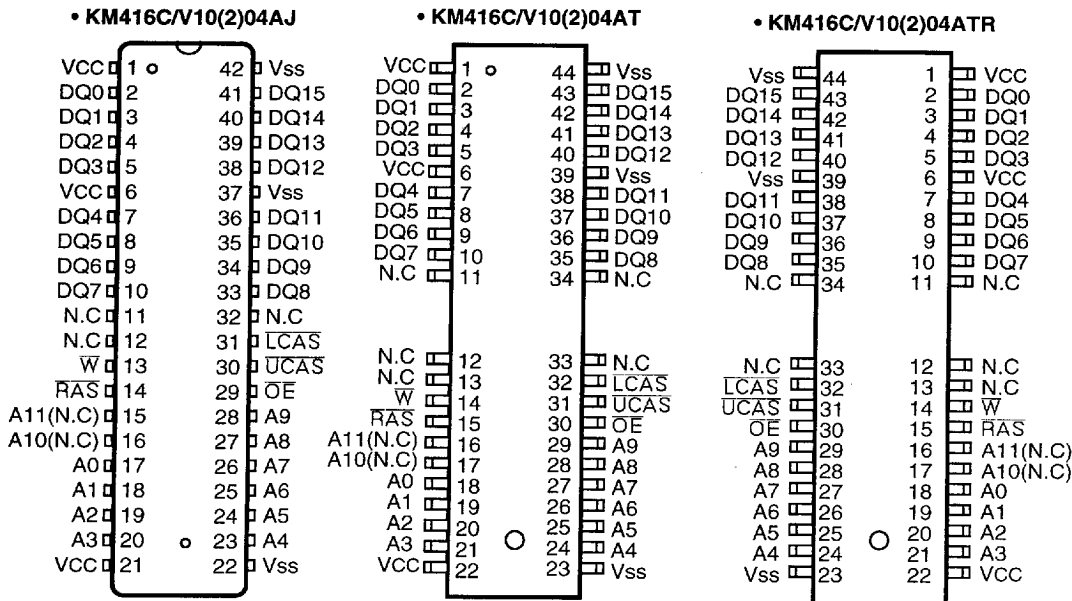 • KM416C/V10(2)04AJ
VCC 1 42 Vss
DQ0 2 41 DQ15
DQ1 3 40 DQ14
DQ2 4 39 DQ13
DQ3 5 38 DQ12
VCC 6 37 Vss
DQ4 7 36 DQ11
DQ5 8 35 DQ10
DQ6 9 34 DQ9
DQ7 10 33 DQ8
N.C 11 32 N.C
N.C 12 31 L̅C̅A̅S̅
W̅ 13 30 U̅C̅A̅S̅
R̅A̅S̅ 14 29 O̅E̅
A11(N.C) 15 28 A9
A10(N.C) 16 27 A8
A0 17 26 A7
A1 18 25 A6
A2 19 24 A5
A3 20 23 A4
VCC 21 22 Vss
• KM416C/V10(2)04AT
VCC 1 44 Vss
DQ0 2 43 DQ15
DQ1 3 42 DQ14
DQ2 4 41 DQ13
DQ3 5 40 DQ12
VCC 6 39 Vss
DQ4 7 38 DQ11
DQ5 8 37 DQ10
DQ6 9 36 DQ9
DQ7 10 35 DQ8
N.C 11 34 N.C
N.C 12 33 N.C
N.C 13 32 L̅C̅A̅S̅
W̅ 14 31 U̅C̅A̅S̅
R̅A̅S̅ 15 30 O̅E̅
A11(N.C) 16 29 A9
A10(N.C) 17 28 A8
A0 18 27 A7
A1 19 26 A6
A2 20 25 A5
A3 21 24 A4
VCC 22 23 Vss
• KM416C/V10(2)04ATR
Vss 44 1 VCC
DQ15 43 2 DQ0
DQ14 42 3 DQ1
DQ13 41 4 DQ2
DQ12 40 5 DQ3
Vss 39 6 VCC
DQ11 38 7 DQ4
DQ10 37 8 DQ5
DQ9 36 9 DQ6
DQ8 35 10 DQ7
N.C 34 11 N.C
N.C 33 12 N.C
L̅C̅A̅S̅ 32 13 N.C
U̅C̅A̅S̅ 31 14 W̅
O̅E̅ 30 15 R̅A̅S̅
A9 29 16 A11(N.C)
A8 28 17 A10(N.C)
A7 27 18 A0
A6 26 19 A1
A5 25 20 A2
A4 24 21 A3
Vss 23 22 VCC